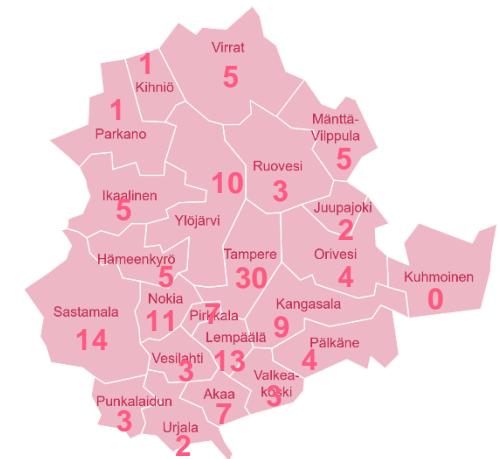 Virrat
5
1
Kihniö
1
Parkano
Mänttä-
Vilppula
5
Ruovesi
3
10
Ylöjärvi
Ikaalinen
5
Juupajoki
2
Hämeenkyrö
5
Tampere
30
Orivesi
4
Kuhmoinen
0
Nokia
11
Pirkkala
7
Kangasala
9
Sastamala
14
Lempäälä
13
Pälkäne
4
Vesilahti
3
Valkea-
koski
3
Punkalaidun
3
Akaa
7
Urjala
2